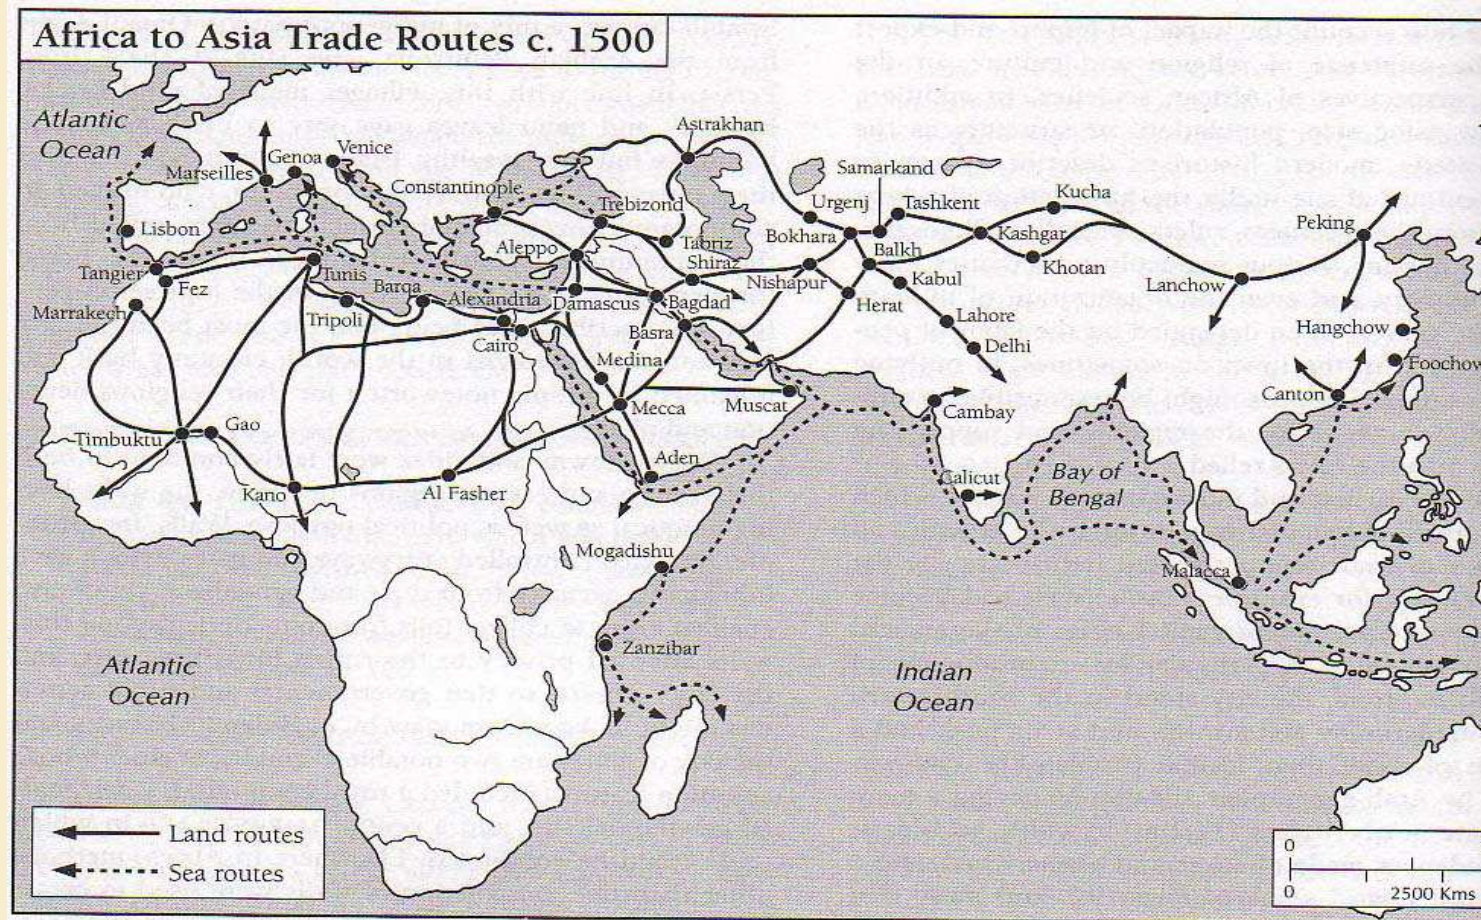 Africa to Asia Trade Routes c. 1500
Atlantic
Ocean
Astrakhan
Genoa
Venice
Marseilles
Samarkand
Constantinople
Kucha
Lisbon
Trebizond
Urgenj
Tashkent
Peking
Aleppo
Tabriz
Bokhara
Balkh
Kashgar
Tangier
Tunis
Shiraz
Khotan
Fez
Barqa
Nishapur
Kabul
Lanchow
Marrakech
Alexandria
Damascus
Bagdad
Herat
Tripoli
Lahore
Basra
Hangchow
Cairo
Delhi
Medina
Foochow
Mecca
Muscat
Cambay
Canton
Timbuktu
Gao
Aden
Calicut
Bay of
Bengal
Kano
Al Fasher
Mogadishu
Malacca
Zanzibar
Atlantic
Ocean
Indian
Ocean
Land routes
Sea routes
0
0
2500 Kms